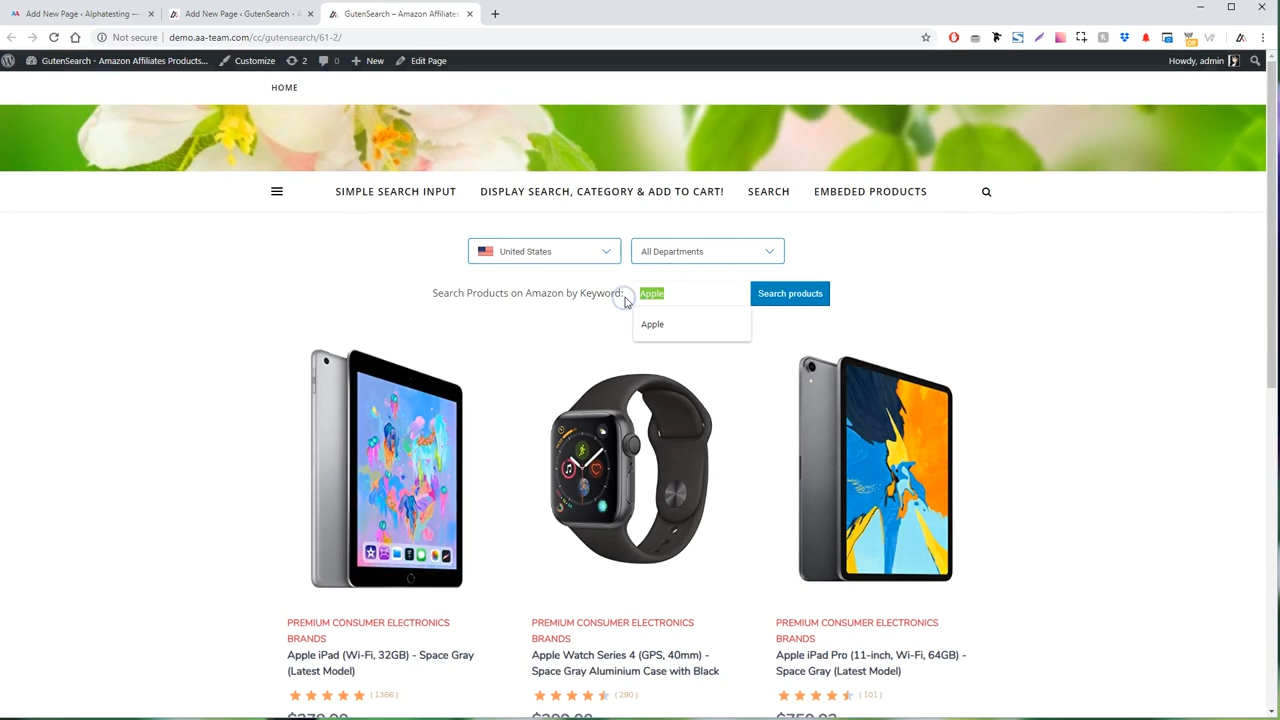 Add New Page ‹ Alphatesting —
Add New Page ‹ GutenSearch - A
GutenSearch – Amazon Affiliates
Not secure
demo.aa-team.com/cc/gutensearch/61-2/
GutenSearch - Amazon Affiliates Products...
Customize
2
0
New
Edit Page
Howdy, admin
HOME
SIMPLE SEARCH INPUT
DISPLAY SEARCH, CATEGORY & ADD TO CART!
SEARCH
EMBEDED PRODUCTS
United States
All Departments
Search Products on Amazon by Keyword:
Apple
Search products
Apple
PREMIUM CONSUMER ELECTRONICS
BRANDS
Apple iPad (Wi-Fi, 32GB) - Space Gray
(Latest Model)
( 1386 )
PREMIUM CONSUMER ELECTRONICS
BRANDS
Apple Watch Series 4 (GPS, 40mm) -
Space Gray Aluminium Case with Black
( 290 )
PREMIUM CONSUMER ELECTRONICS
BRANDS
Apple iPad Pro (11-inch, Wi-Fi, 64GB) -
Space Gray (Latest Model)
( 101 )